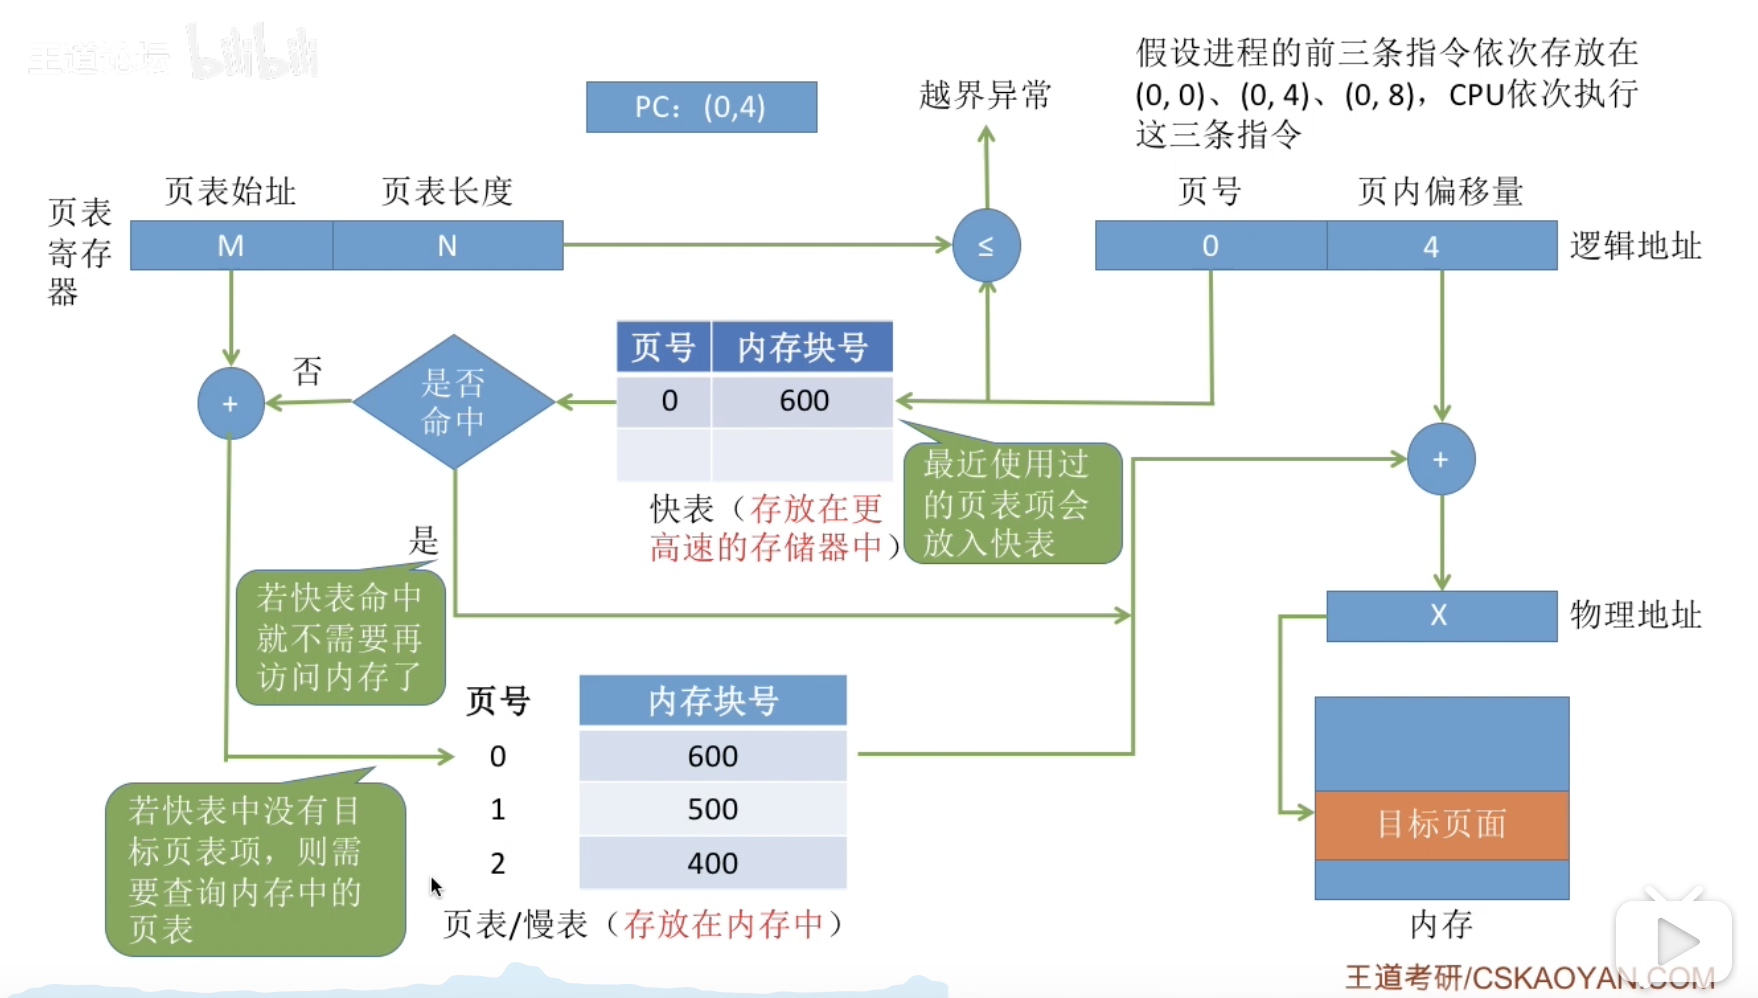 王道论坛 bilibili
PC：(0,4)
越界异常
假设进程的前三条指令依次存放在
(0, 0)、(0, 4)、(0, 8)，CPU依次执行
这三条指令
页表
寄存
器
页表始址 页表长度
M N
≤
页号 页内偏移量
0 4
逻辑地址
+
否
是否
命中
页号 内存块号
0 600
快表（存放在更
高速的存储器中）
最近使用过
的页表项会
放入快表
+
是
若快表命中
就不需要再
访问内存了
X
物理地址
页号 内存块号
0 600
1 500
2 400
页表/慢表（存放在内存中）
若快表中没有目
标页表项，则需
要查询内存中的
页表
目标页面
内存
王道考研/CSKAOYAN.COM